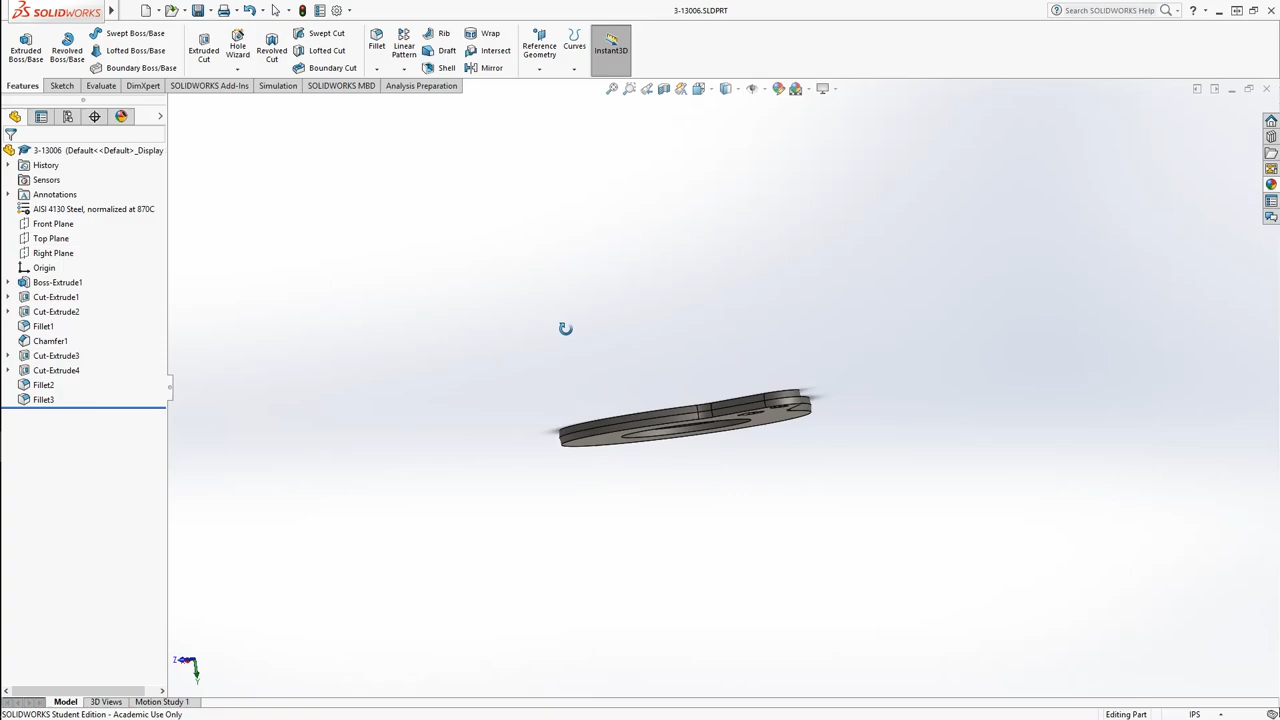 SOLIDWORKS
3-13006.SLDPRT
Search SOLIDWORKS Help
Extruded Boss/Base
Revolved Boss/Base
Swept Boss/Base
Lofted Boss/Base
Boundary Boss/Base
Extruded Cut
Hole Wizard
Revolved Cut
Swept Cut
Lofted Cut
Boundary Cut
Fillet
Linear Pattern
Rib
Draft
Shell
Wrap
Intersect
Mirror
Reference Geometry
Curves
Instant3D
Features
Sketch
Evaluate
DimXpert
SOLIDWORKS Add-Ins
Simulation
SOLIDWORKS MBD
Analysis Preparation
3-13006 (Default<<Default>_Display
History
Sensors
Annotations
AISI 4130 Steel, normalized at 870C
Front Plane
Top Plane
Right Plane
Origin
Boss-Extrude1
Cut-Extrude1
Cut-Extrude2
Fillet1
Chamfer1
Cut-Extrude3
Cut-Extrude4
Fillet2
Fillet3
Z
Y
Model
3D Views
Motion Study 1
SOLIDWORKS Student Edition - Academic Use Only
Editing Part
IPS